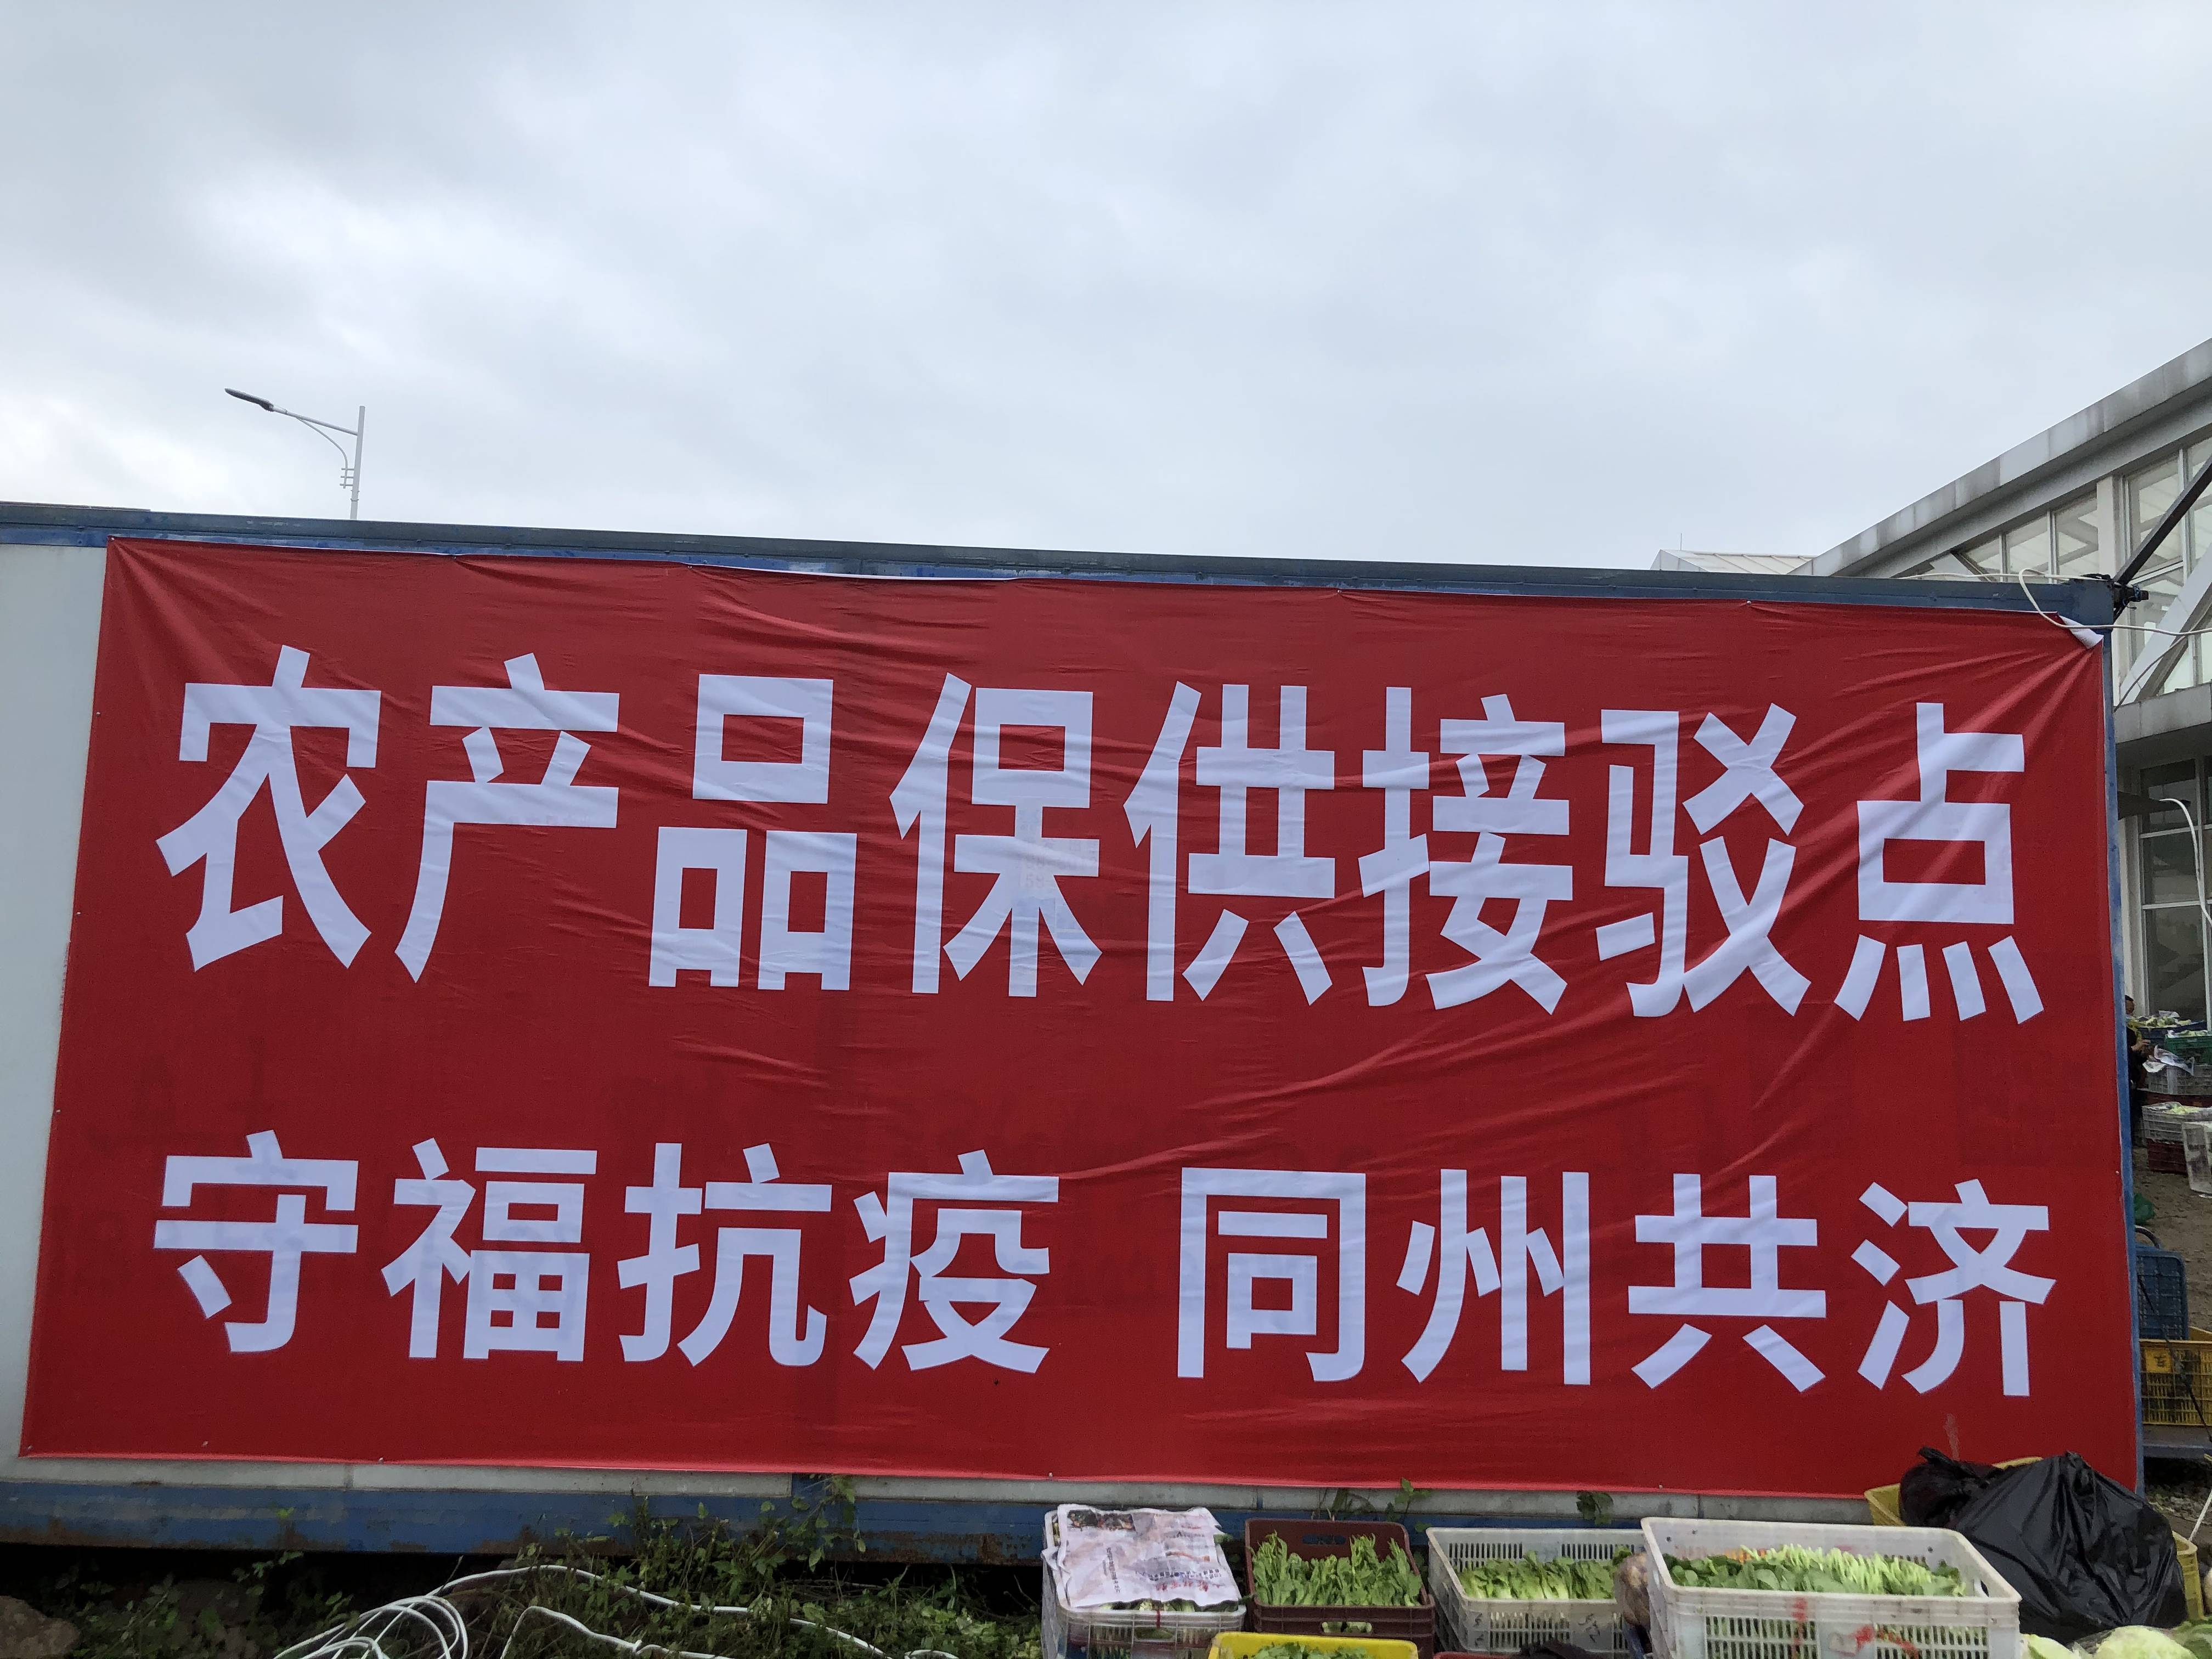 农产品保供接驳点
守福抗疫 同州共济